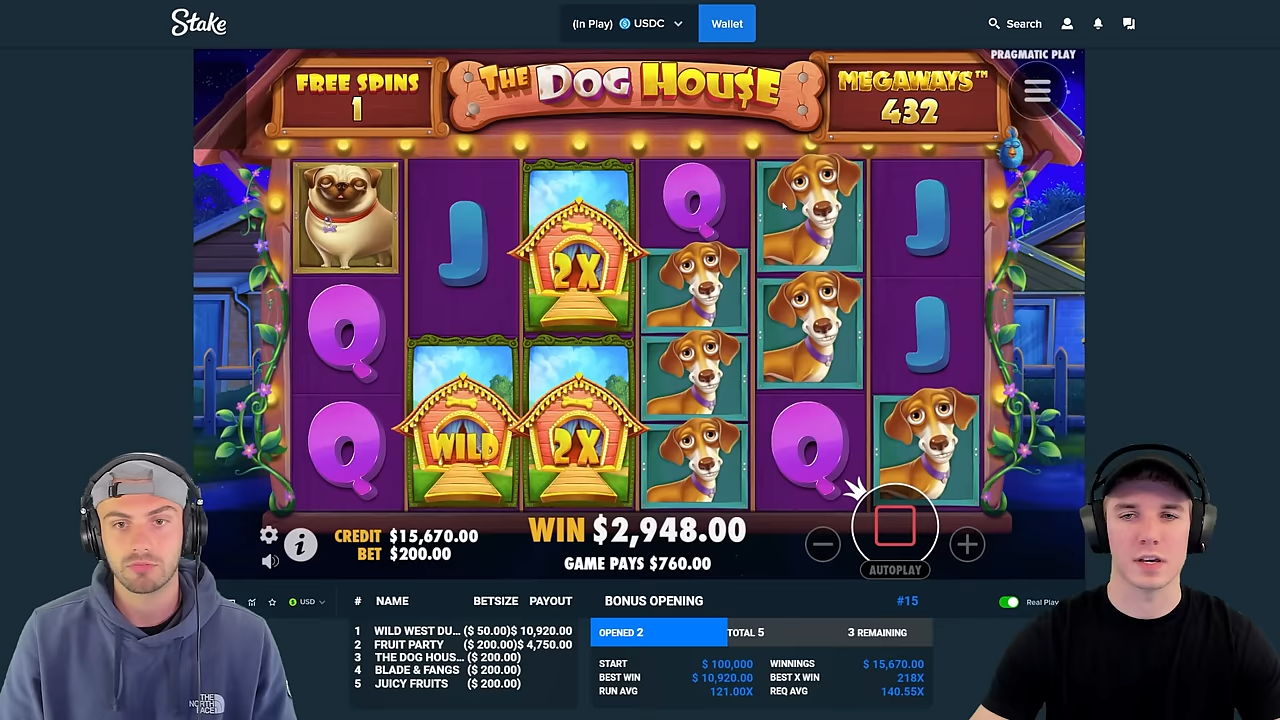 Stake
(In Play) USDC
Wallet
Search
PRAGMATIC PLAY
FREE SPINS
1
THE DOG HOU$E
MEGAWAYS™
432
J
Q
J
2X
Q
J
Q
WILD
2X
Q
CREDIT $15,670.00
BET $200.00
WIN $2,948.00
GAME PAYS $760.00
AUTOPLAY
USD
Real Play
# NAME BETSIZE PAYOUT
1 WILD WEST DU... ($ 50.00) $ 10,920.00
2 FRUIT PARTY ($ 200.00) $ 4,750.00
3 THE DOG HOUS... ($ 200.00)
4 BLADE & FANGS ($ 200.00)
5 JUICY FRUITS ($ 200.00)
BONUS OPENING #15
OPENED 2 TOTAL 5 3 REMAINING
START $ 100,000 WINNINGS $ 15,670.00
BEST WIN $ 10,920.00 BEST X WIN 218X
RUN AVG 121.00X REQ AVG 140.55X
THE
NORTH
FACE